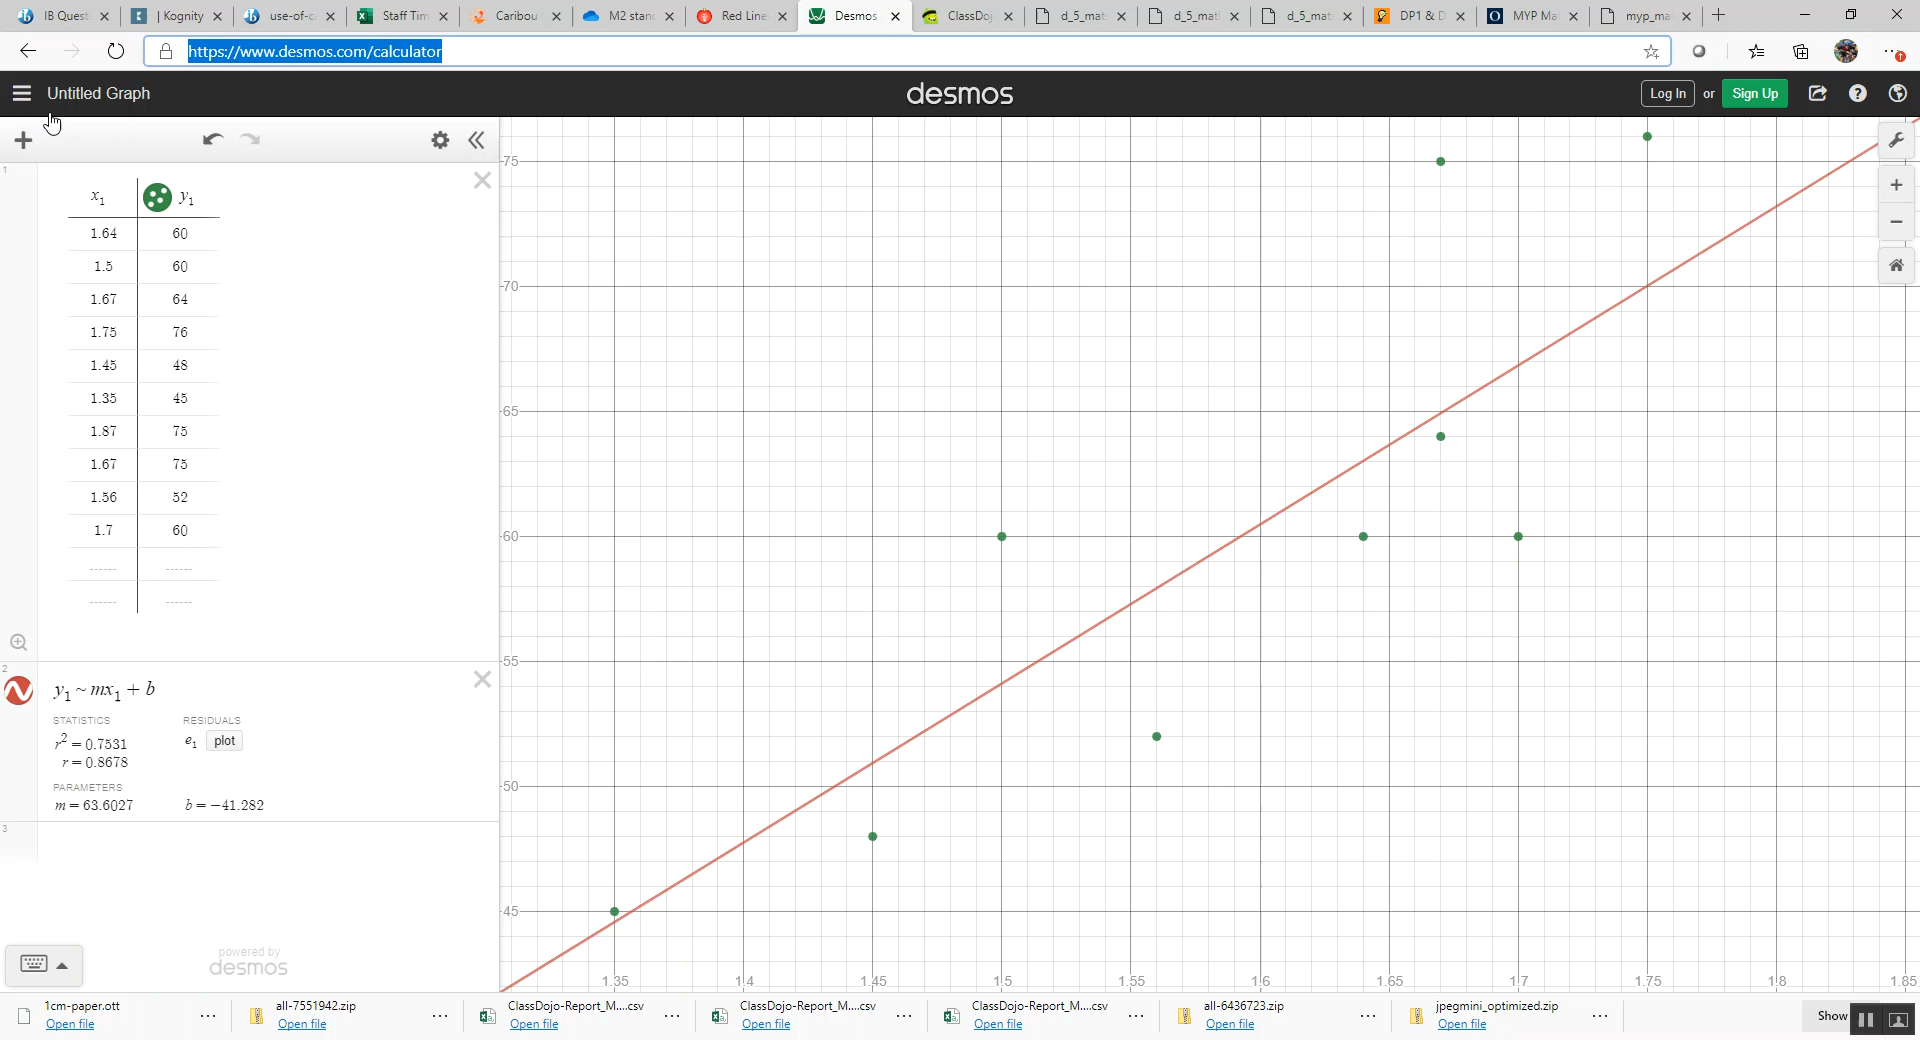 IB Quest
| Kognity
use-of-c
Staff Tim
Caribou
M2 stand
Red Line
Desmos
ClassDoj
d_5_mat
d_5_mat
d_5_mat
DP1 & D
MYP Ma
myp_ma
https://www.desmos.com/calculator
Untitled Graph
desmos
Log In or Sign Up
1
x1 y1
1.64 60
1.5 60
1.67 64
1.75 76
1.45 48
1.35 45
1.87 75
1.67 75
1.56 52
1.7 60
2
y1 ~ mx1 + b
STATISTICS RESIDUALS
r² = 0.7531 e1 plot
r = 0.8678
PARAMETERS
m = 63.6027 b = −41.282
3
powered by
desmos
75
70
65
60
55
50
45
1.35 1.4 1.45 1.5 1.55 1.6 1.65 1.7 1.75 1.8 1.85
1cm-paper.ott
Open file
all-7551942.zip
Open file
ClassDojo-Report_M....csv
Open file
ClassDojo-Report_M....csv
Open file
ClassDojo-Report_M....csv
Open file
all-6436723.zip
Open file
jpegmini_optimized.zip
Open file
Show